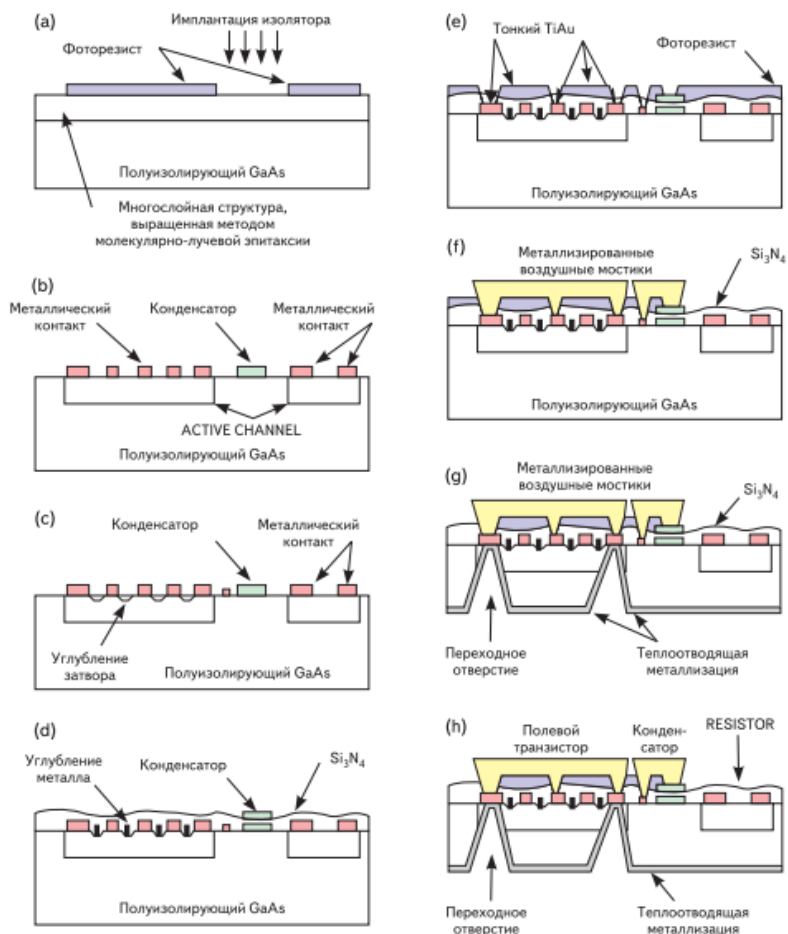 (a)
Имплантация изолятора
Фоторезист
Полуизолирующий GaAs
Многослойная структура,
выращенная методом
молекулярно-лучевой эпитаксии
(b)
Металлический
контакт
Конденсатор
Металлический
контакт
ACTIVE CHANNEL
Полуизолирующий GaAs
(c)
Конденсатор
Металлический
контакт
Углубление
затвора
Полуизолирующий GaAs
(d)
Углубление
металла
Конденсатор
Si₃N₄
Полуизолирующий GaAs
(e)
Тонкий TiAu
Фоторезист
Полуизолирующий GaAs
(f)
Металлизированные
воздушные мостики
Si₃N₄
Полуизолирующий GaAs
(g)
Металлизированные
воздушные мостики
Si₃N₄
Переходное
отверстие
Теплоотводящая
металлизация
(h)
Полевой
транзистор
Конден-
сатор
RESISTOR
Переходное
отверстие
Теплоотводящая
металлизация